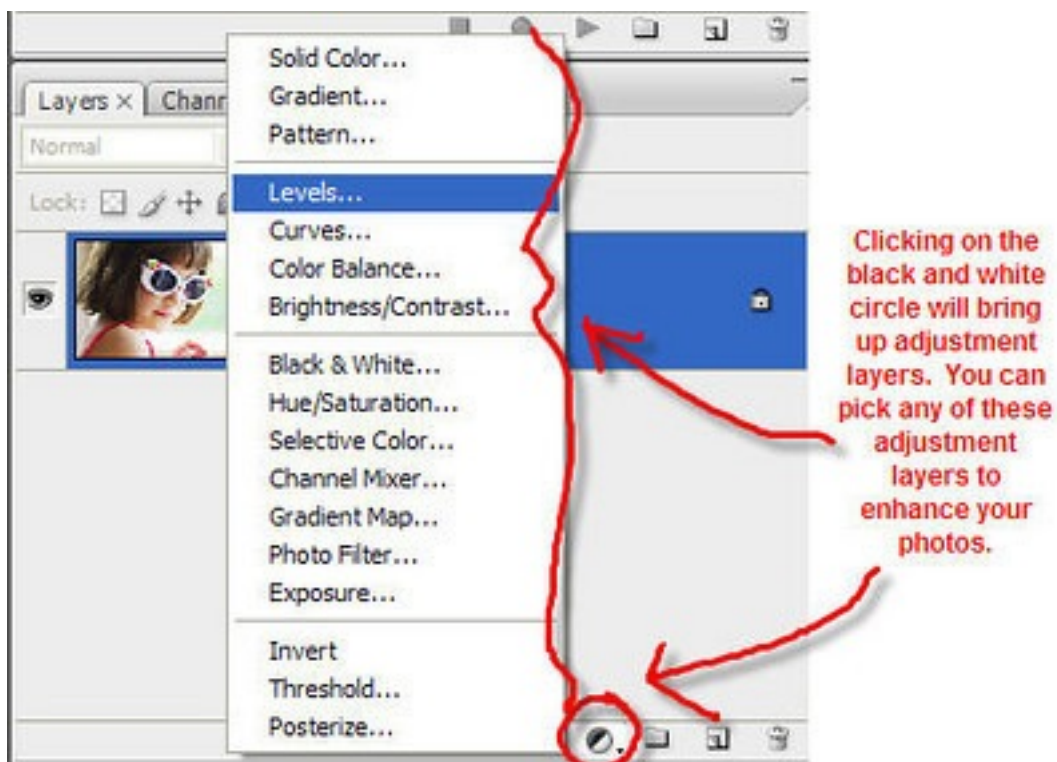 Layers × Chann
Normal
Lock:
Solid Color...
Gradient...
Pattern...
Levels...
Curves...
Color Balance...
Brightness/Contrast...
Black & White...
Hue/Saturation...
Selective Color...
Channel Mixer...
Gradient Map...
Photo Filter...
Exposure...
Invert
Threshold...
Posterize...
Clicking on the
black and white
circle will bring
up adjustment
layers. You can
pick any of these
adjustment
layers to
enhance your
photos.